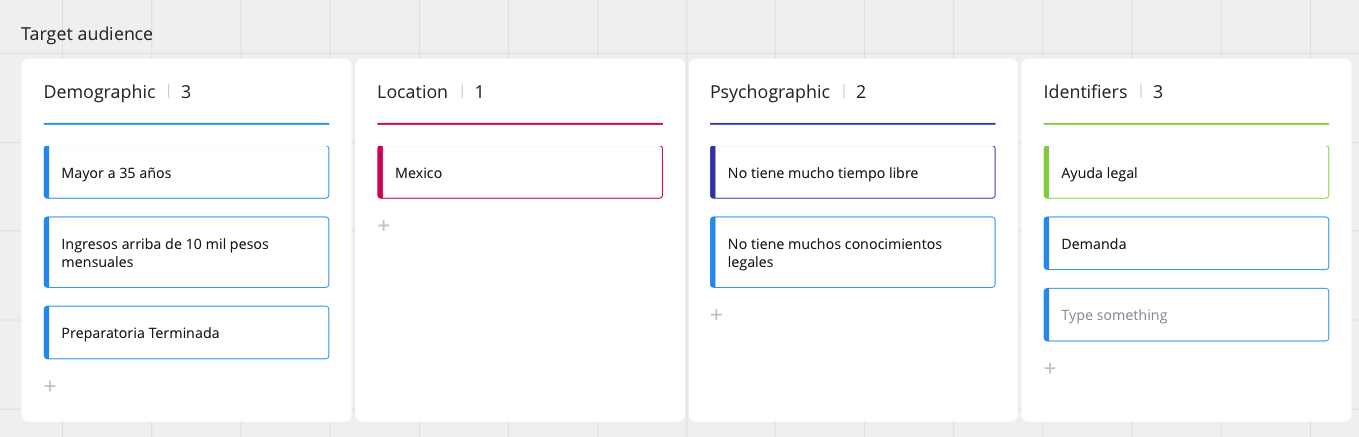 Target audience
Demographic | 3
Mayor a 35 años
Ingresos arriba de 10 mil pesos
mensuales
Preparatoria Terminada
+
Location | 1
Mexico
+
Psychographic | 2
No tiene mucho tiempo libre
No tiene muchos conocimientos
legales
+
Identifiers | 3
Ayuda legal
Demanda
Type something
+